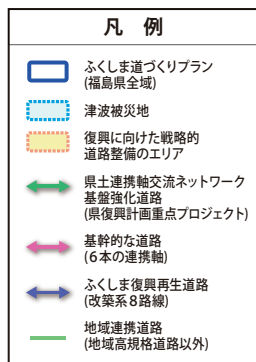 凡 例
ふくしま道づくりプラン
(福島県全域)
津波被災地
復興に向けた戦略的
道路整備のエリア
県土連携軸交流ネットワーク
基盤強化道路
(県復興計画重点プロジェクト)
基幹的な道路
(6本の連携軸)
ふくしま復興再生道路
(改築系8路線)
地域連携道路
(地域高規格道路以外)